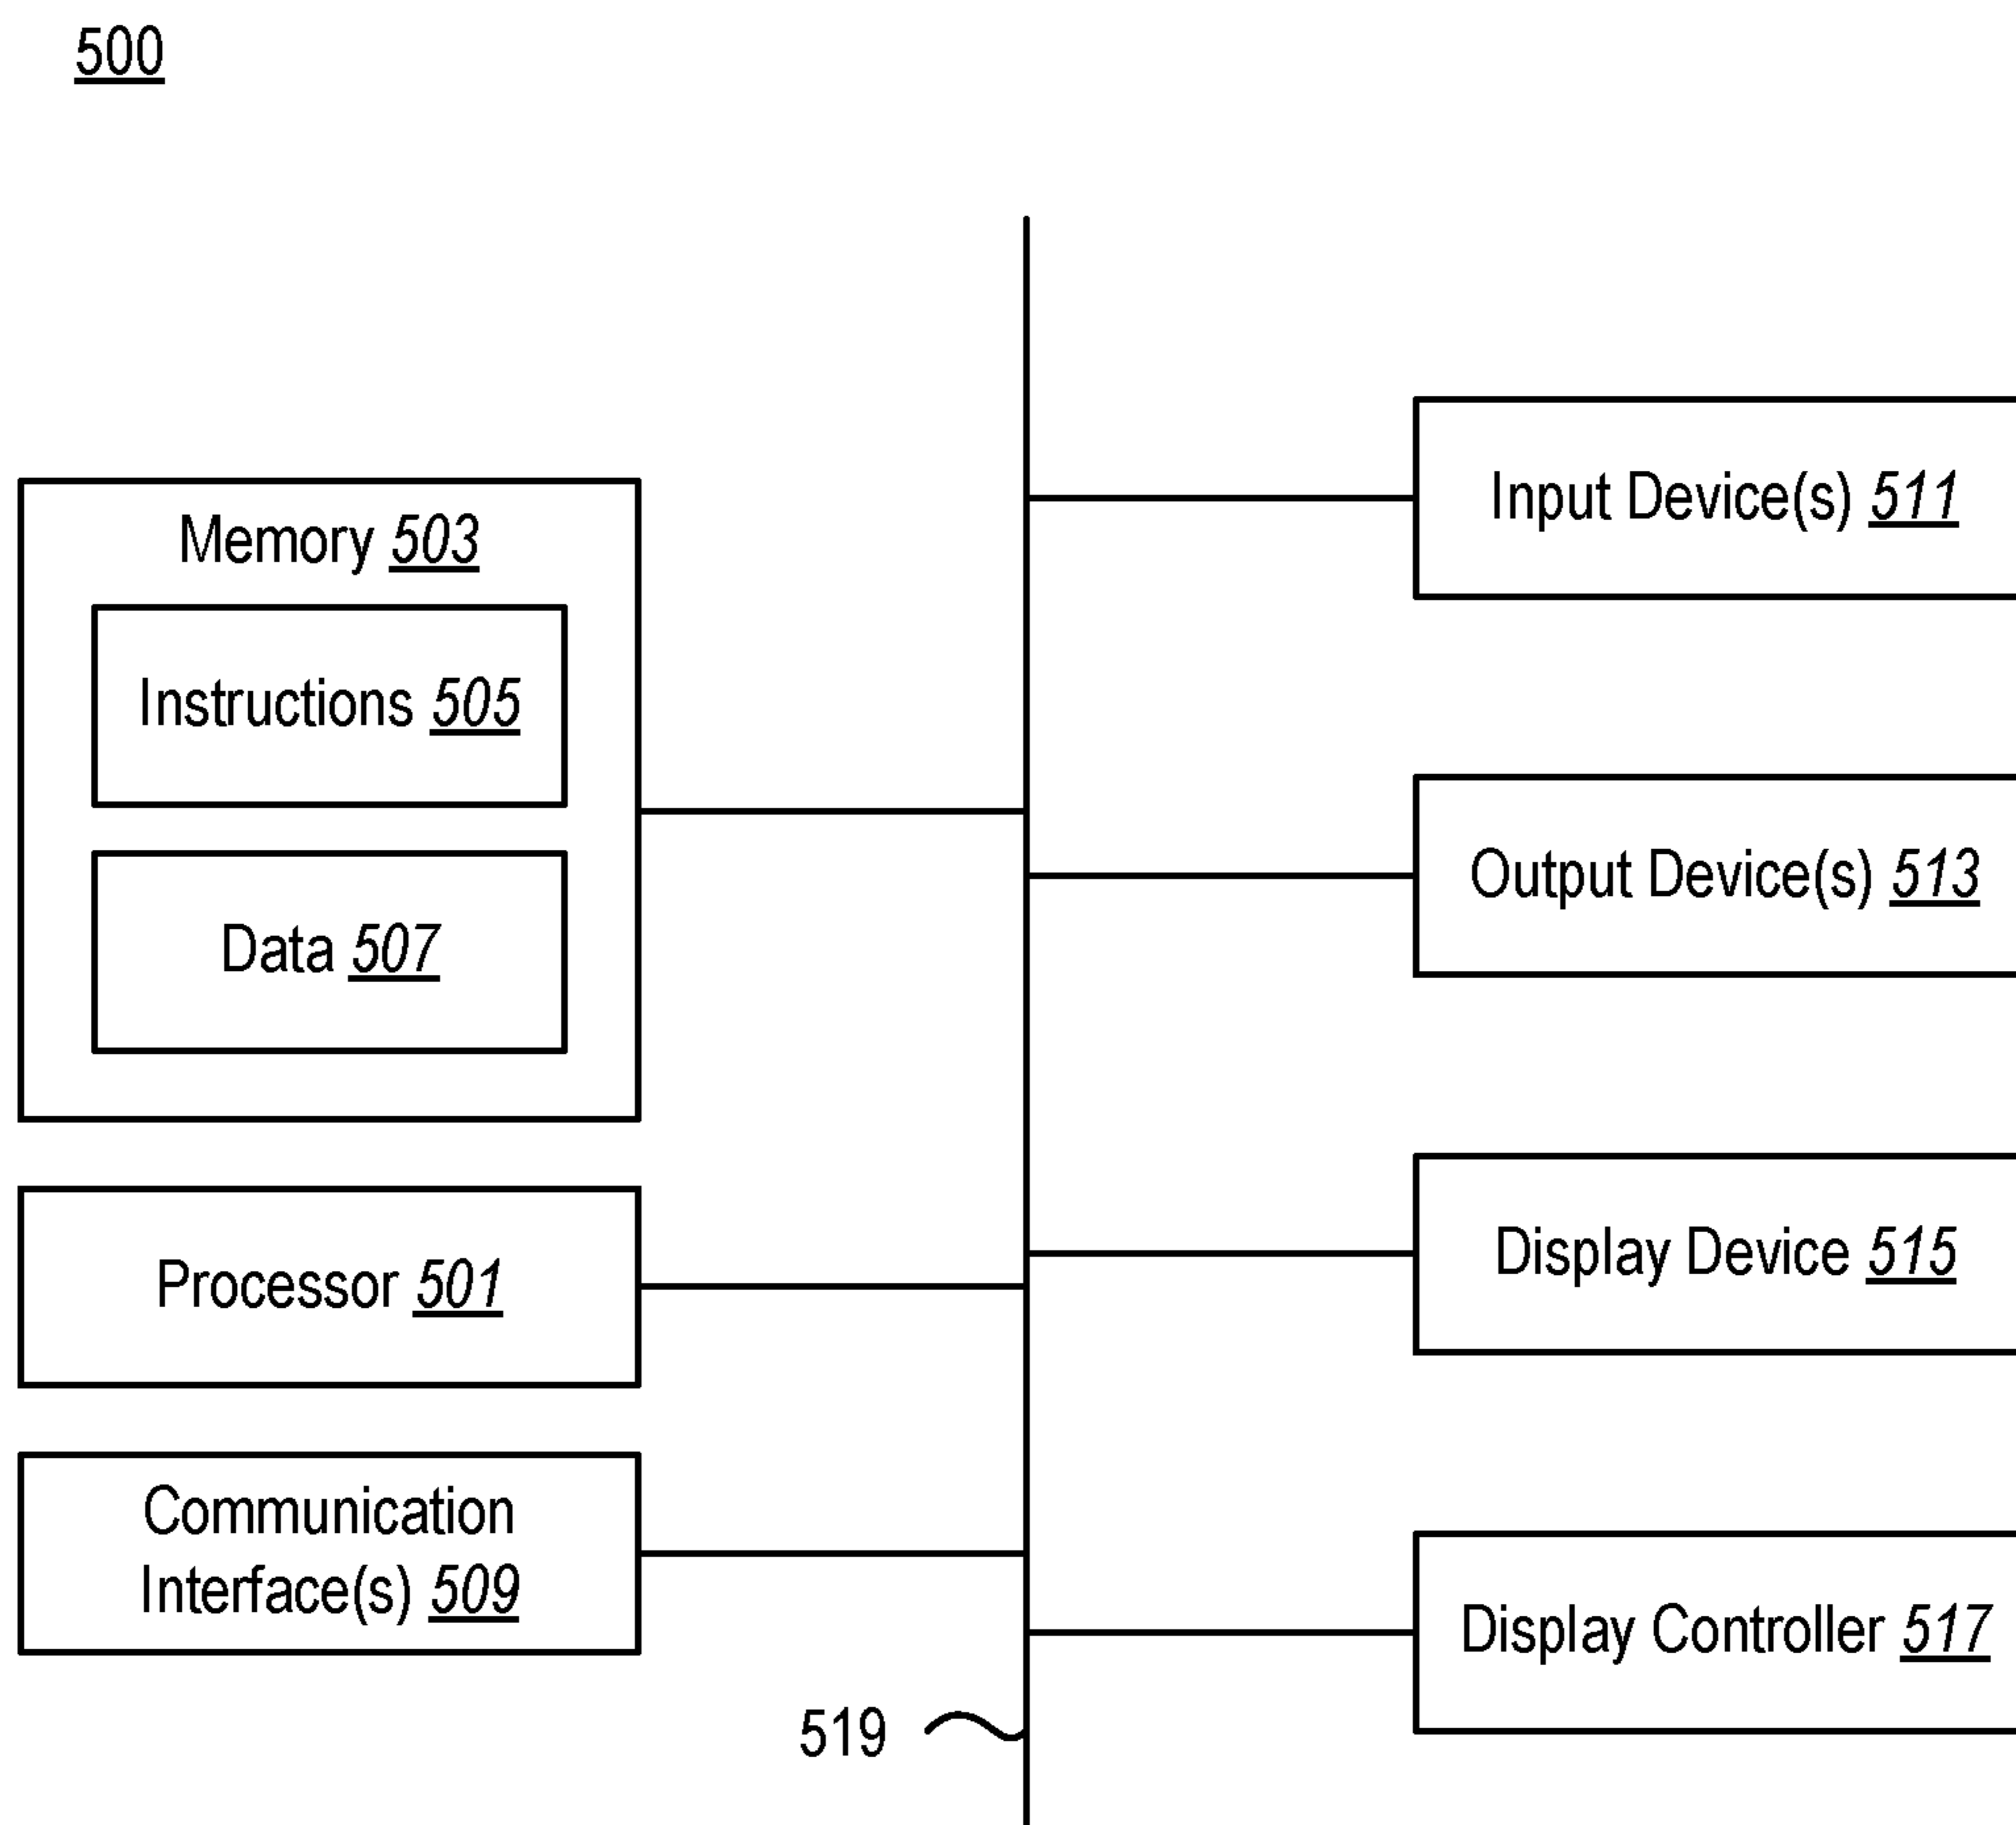 500
Memory 503
Instructions 505
Data 507
Processor 501
Communication
Interface(s) 509
Input Device(s) 511
Output Device(s) 513
Display Device 515
Display Controller 517
519